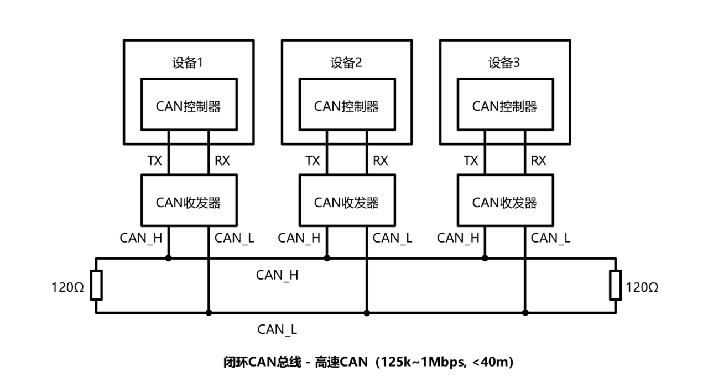 设备1 设备2 设备3
CAN控制器 CAN控制器 CAN控制器
TX RX TX RX TX RX
CAN收发器 CAN收发器 CAN收发器
CAN_H CAN_L CAN_H CAN_L CAN_H CAN_L
CAN_H
120Ω 120Ω
CAN_L
闭环CAN总线 - 高速CAN（125k~1Mbps, <40m）